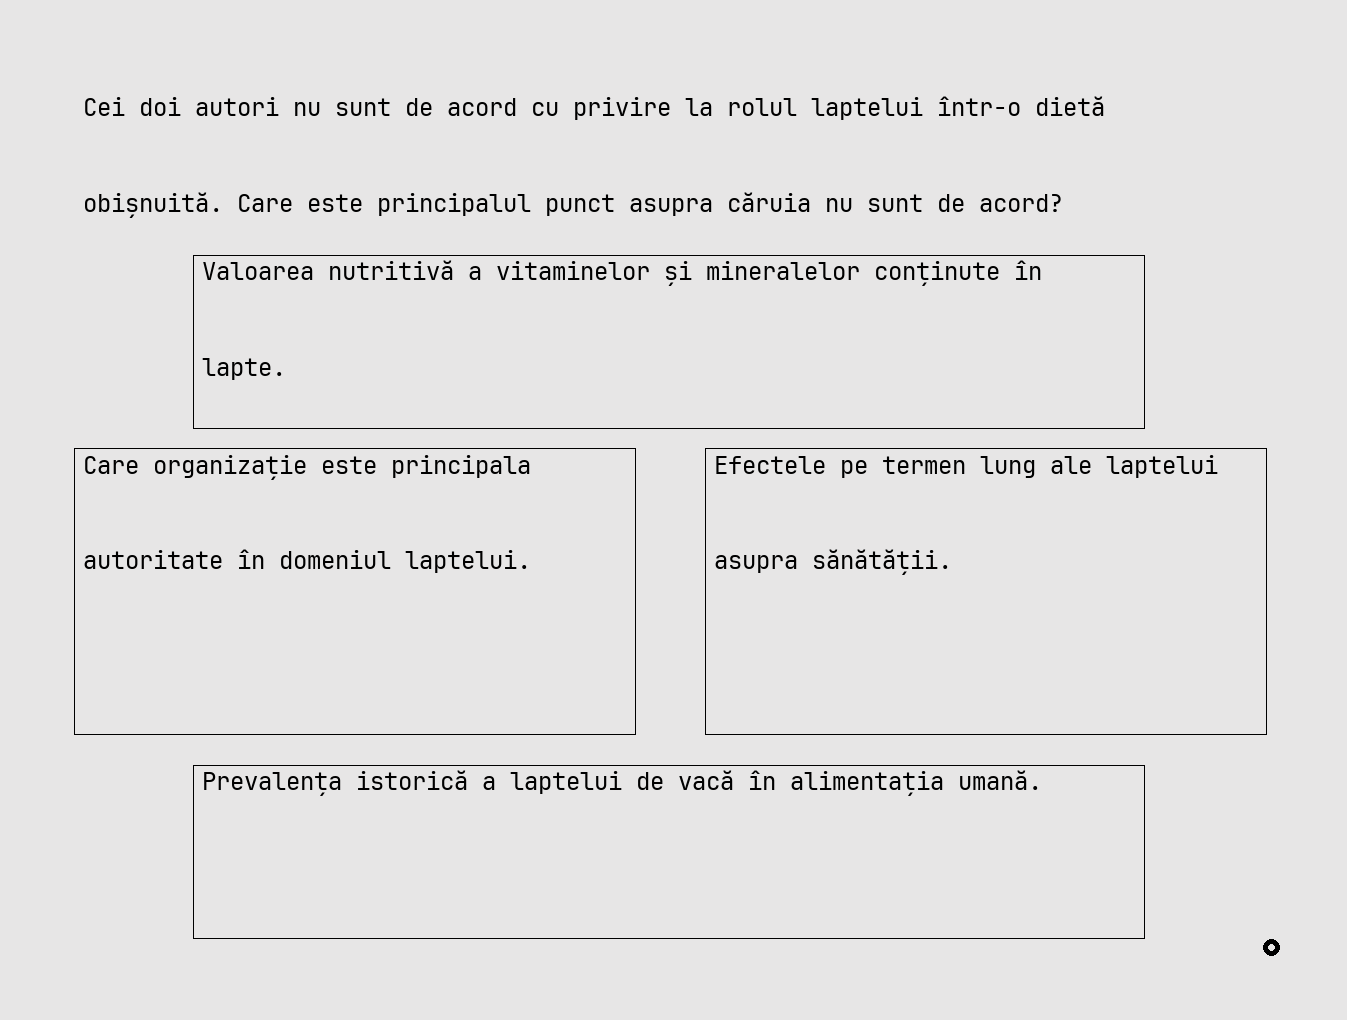 Cei doi autori nu sunt de acord cu privire la rolul laptelui într-o dietă
obișnuită. Care este principalul punct asupra căruia nu sunt de acord?
Valoarea nutritivă a vitaminelor și mineralelor conținute în
lapte.
Care organizație este principala
autoritate în domeniul laptelui.
Efectele pe termen lung ale laptelui
asupra sănătății.
Prevalența istorică a laptelui de vacă în alimentația umană.